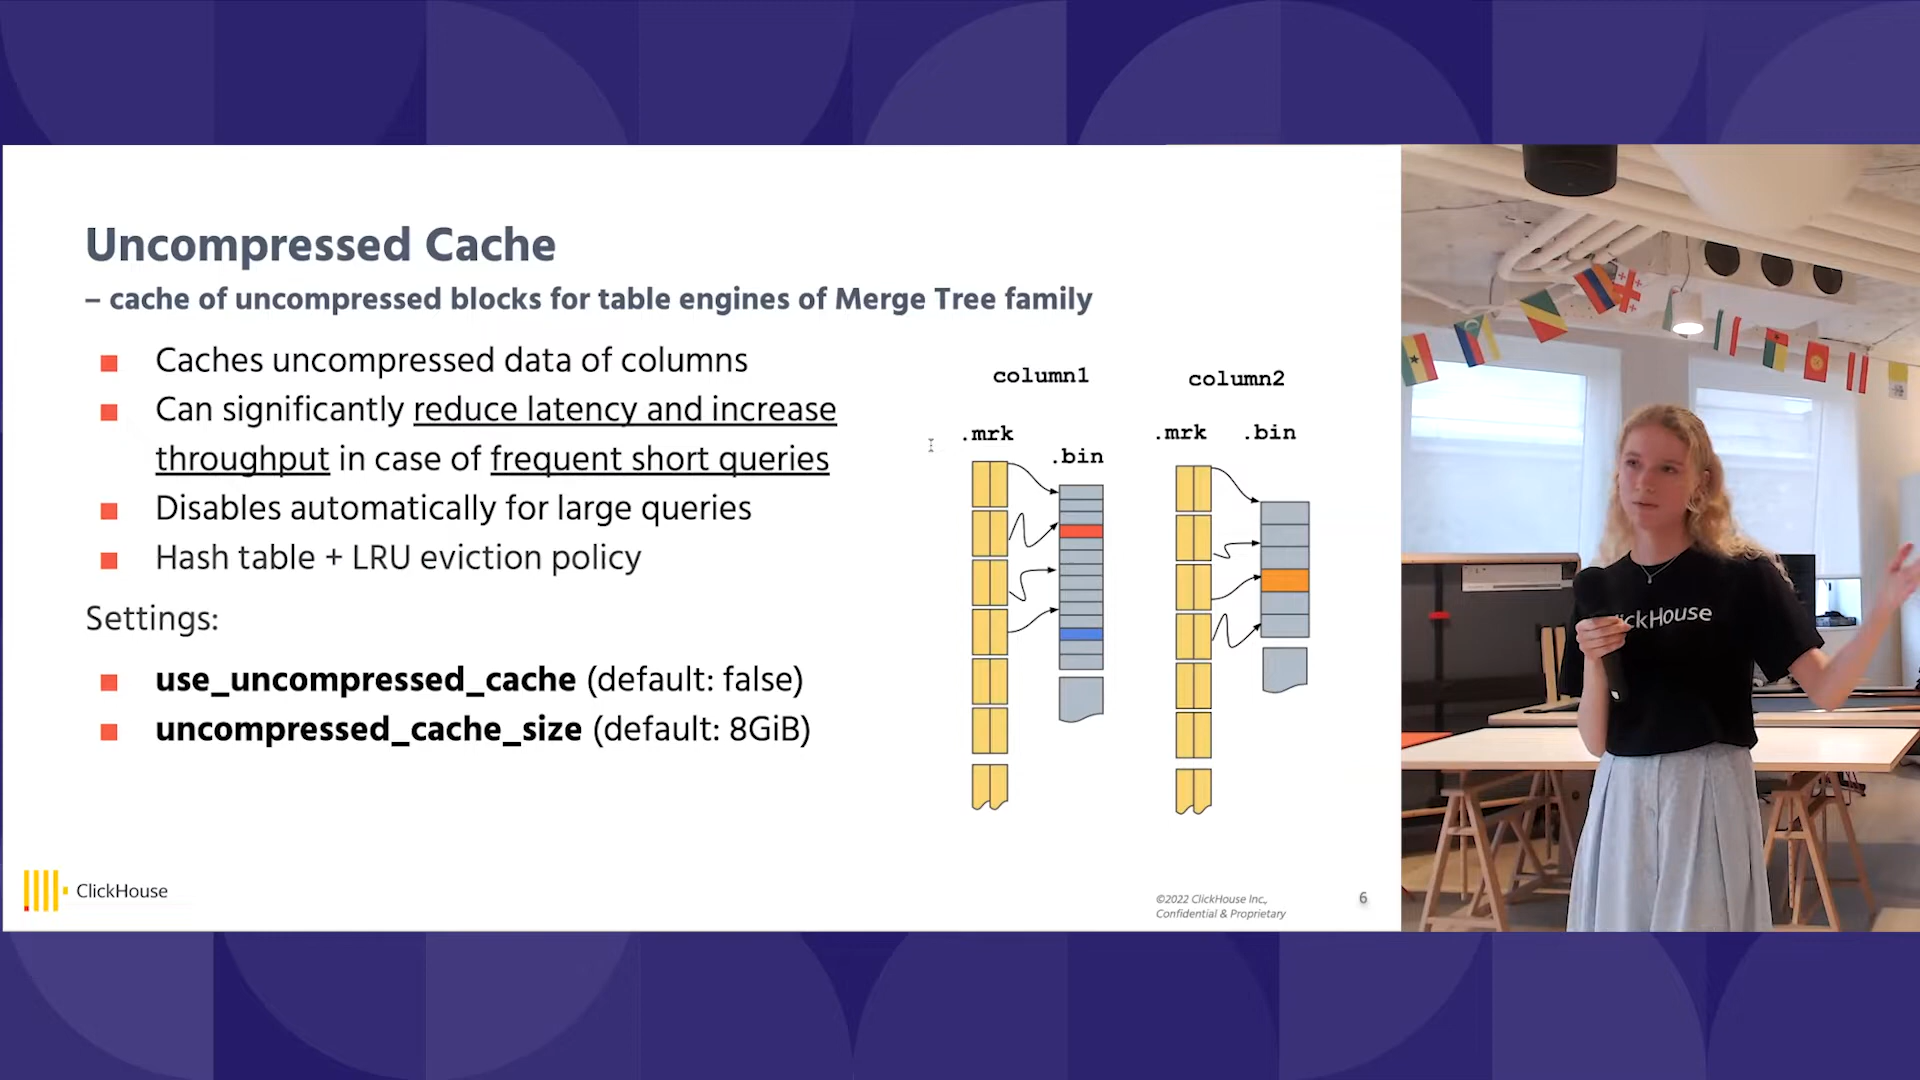 Uncompressed Cache
– cache of uncompressed blocks for table engines of Merge Tree family
Caches uncompressed data of columns
Can significantly reduce latency and increase
throughput in case of frequent short queries
Disables automatically for large queries
Hash table + LRU eviction policy
Settings:
use_uncompressed_cache (default: false)
uncompressed_cache_size (default: 8GiB)
column1
column2
.mrk
.bin
.mrk
.bin
ClickHouse
©2022 ClickHouse Inc.,
Confidential & Proprietary
6
ickHouse